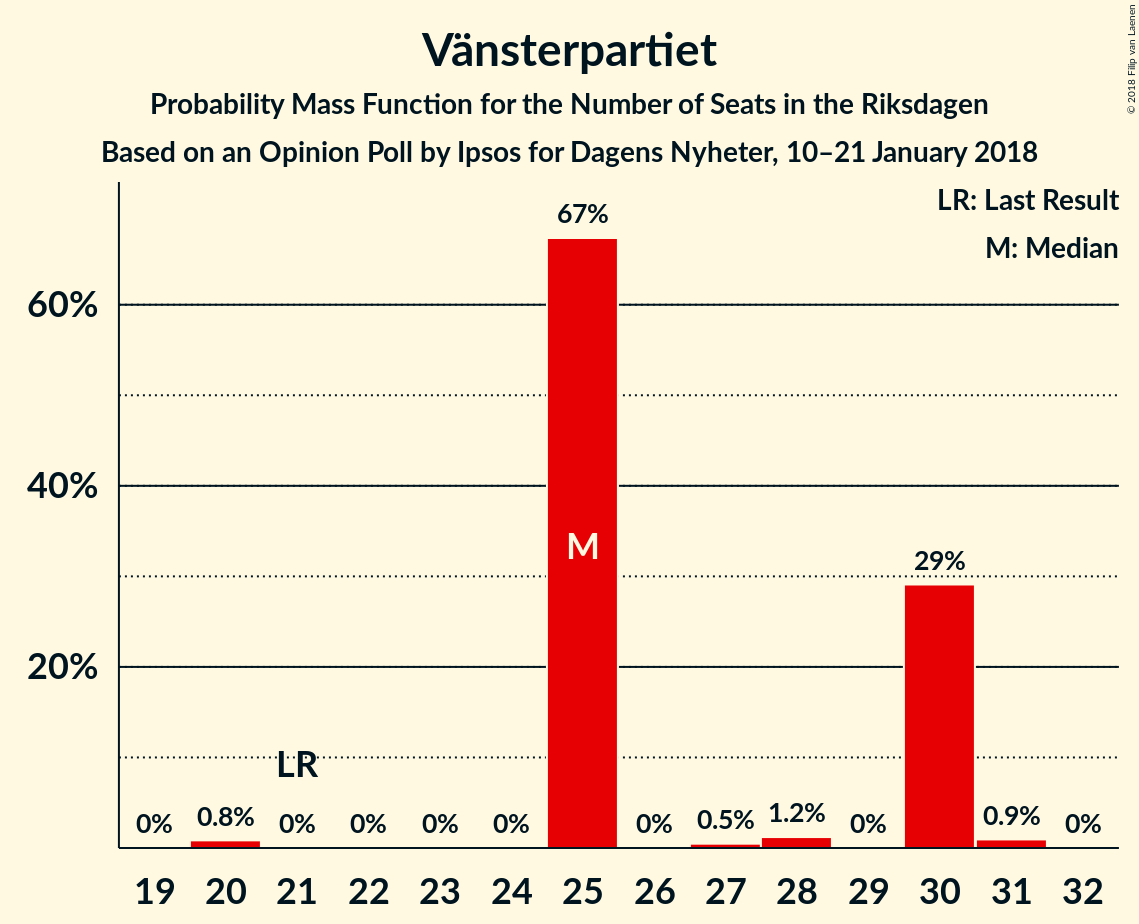 Vänsterpartiet
Probability Mass Function for the Number of Seats in the Riksdagen
Based on an Opinion Poll by Ipsos for Dagens Nyheter, 10–21 January 2018
© 2018 Filip van Laenen
LR: Last Result
M: Median
67%
60%
M
40%
29%
20%
LR
0% 0.8% 0% 0% 0% 0% 0% 0.5% 1.2% 0% 0.9% 0%
19 20 21 22 23 24 25 26 27 28 29 30 31 32